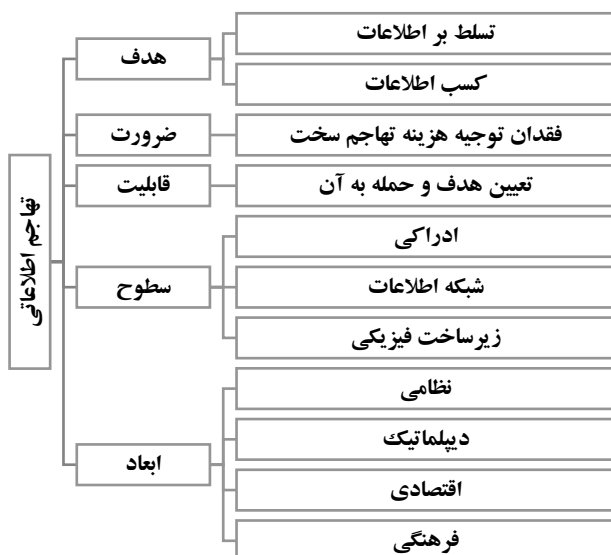 تهاجم اطلاعاتی
هدف
تسلط بر اطلاعات
کسب اطلاعات
ضرورت
فقدان توجیه هزینه تهاجم سخت
قابلیت
تعیین هدف و حمله به آن
سطوح
ادراکی
شبکه اطلاعات
زیرساخت فیزیکی
ابعاد
نظامی
دیپلماتیک
اقتصادی
فرهنگی